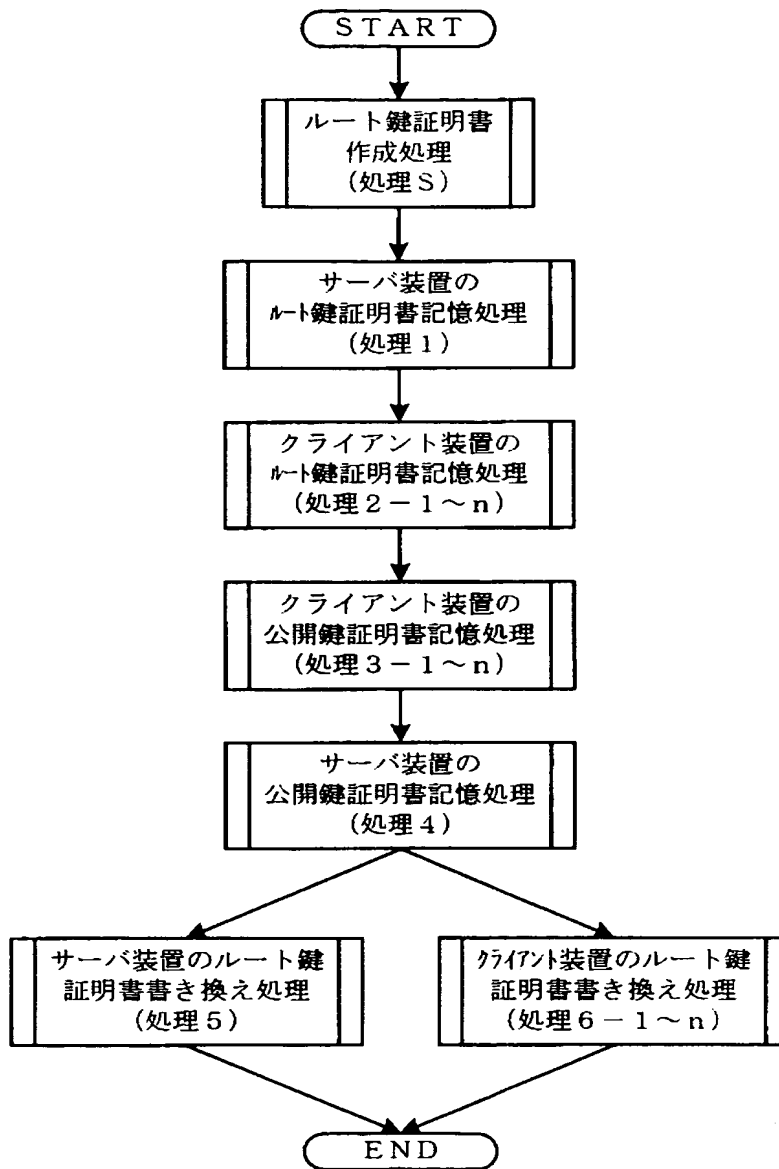 ＳＴＡＲＴ
ルート鍵証明書
作成処理
(処理Ｓ)
サーバ装置の
ﾙｰﾄ鍵証明書記憶処理
(処理１)
クライアント装置の
ﾙｰﾄ鍵証明書記憶処理
(処理２－１～ｎ)
クライアント装置の
公開鍵証明書記憶処理
(処理３－１～ｎ)
サーバ装置の
公開鍵証明書記憶処理
(処理４)
サーバ装置のルート鍵
証明書書き換え処理
(処理５)
ｸﾗｲｱﾝﾄ装置のルート鍵
証明書書き換え処理
(処理６－１～ｎ)
ＥＮＤ